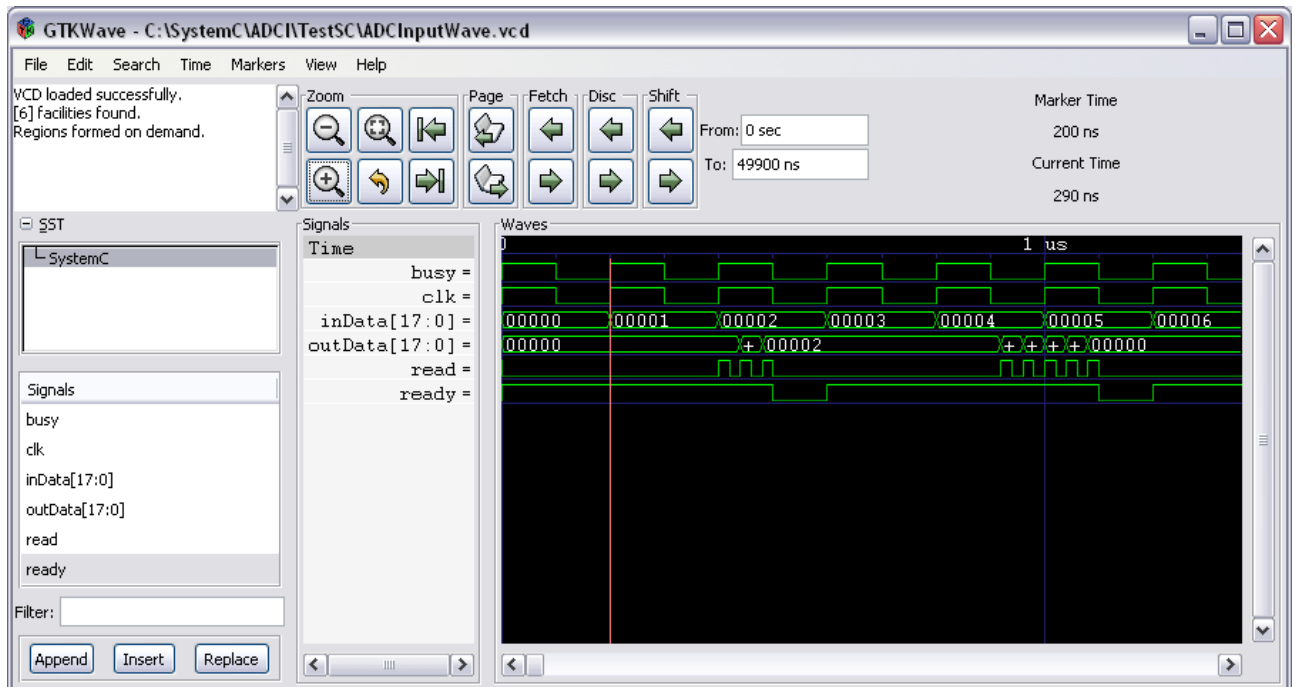 GTKWave - C:\SystemC\ADCI\TestSC\ADCInputWave.vcd
File Edit Search Time Markers View Help
VCD loaded successfully.
[6] facilities found.
Regions formed on demand.
Zoom Page Fetch Disc Shift
From: 0 sec
To: 49900 ns
Marker Time
200 ns
Current Time
290 ns
SST
SystemC
Signals
busy
clk
inData[17:0]
outData[17:0]
read
ready
Filter:
Append Insert Replace
Signals
Time
busy =
clk =
inData[17:0] =
outData[17:0] =
read =
ready =
Waves
0 1 us
00000 00001 00002 00003 00004 00005 00006
00000 + 00002 + + + + 00000